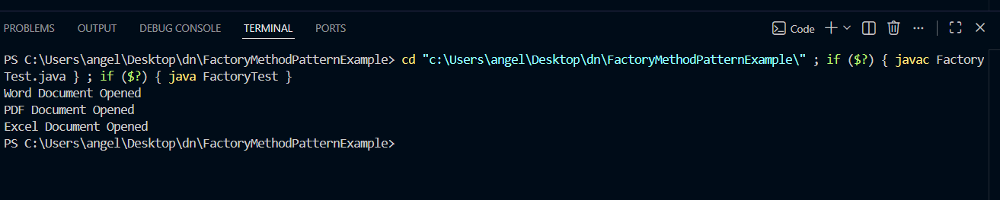 PROBLEMS OUTPUT DEBUG CONSOLE TERMINAL PORTS Code
PS C:\Users\angel\Desktop\dn\FactoryMethodPatternExample> cd "c:\Users\angel\Desktop\dn\FactoryMethodPatternExample\" ; if ($?) { javac Factory
Test.java } ; if ($?) { java FactoryTest }
Word Document Opened
PDF Document Opened
Excel Document Opened
PS C:\Users\angel\Desktop\dn\FactoryMethodPatternExample>